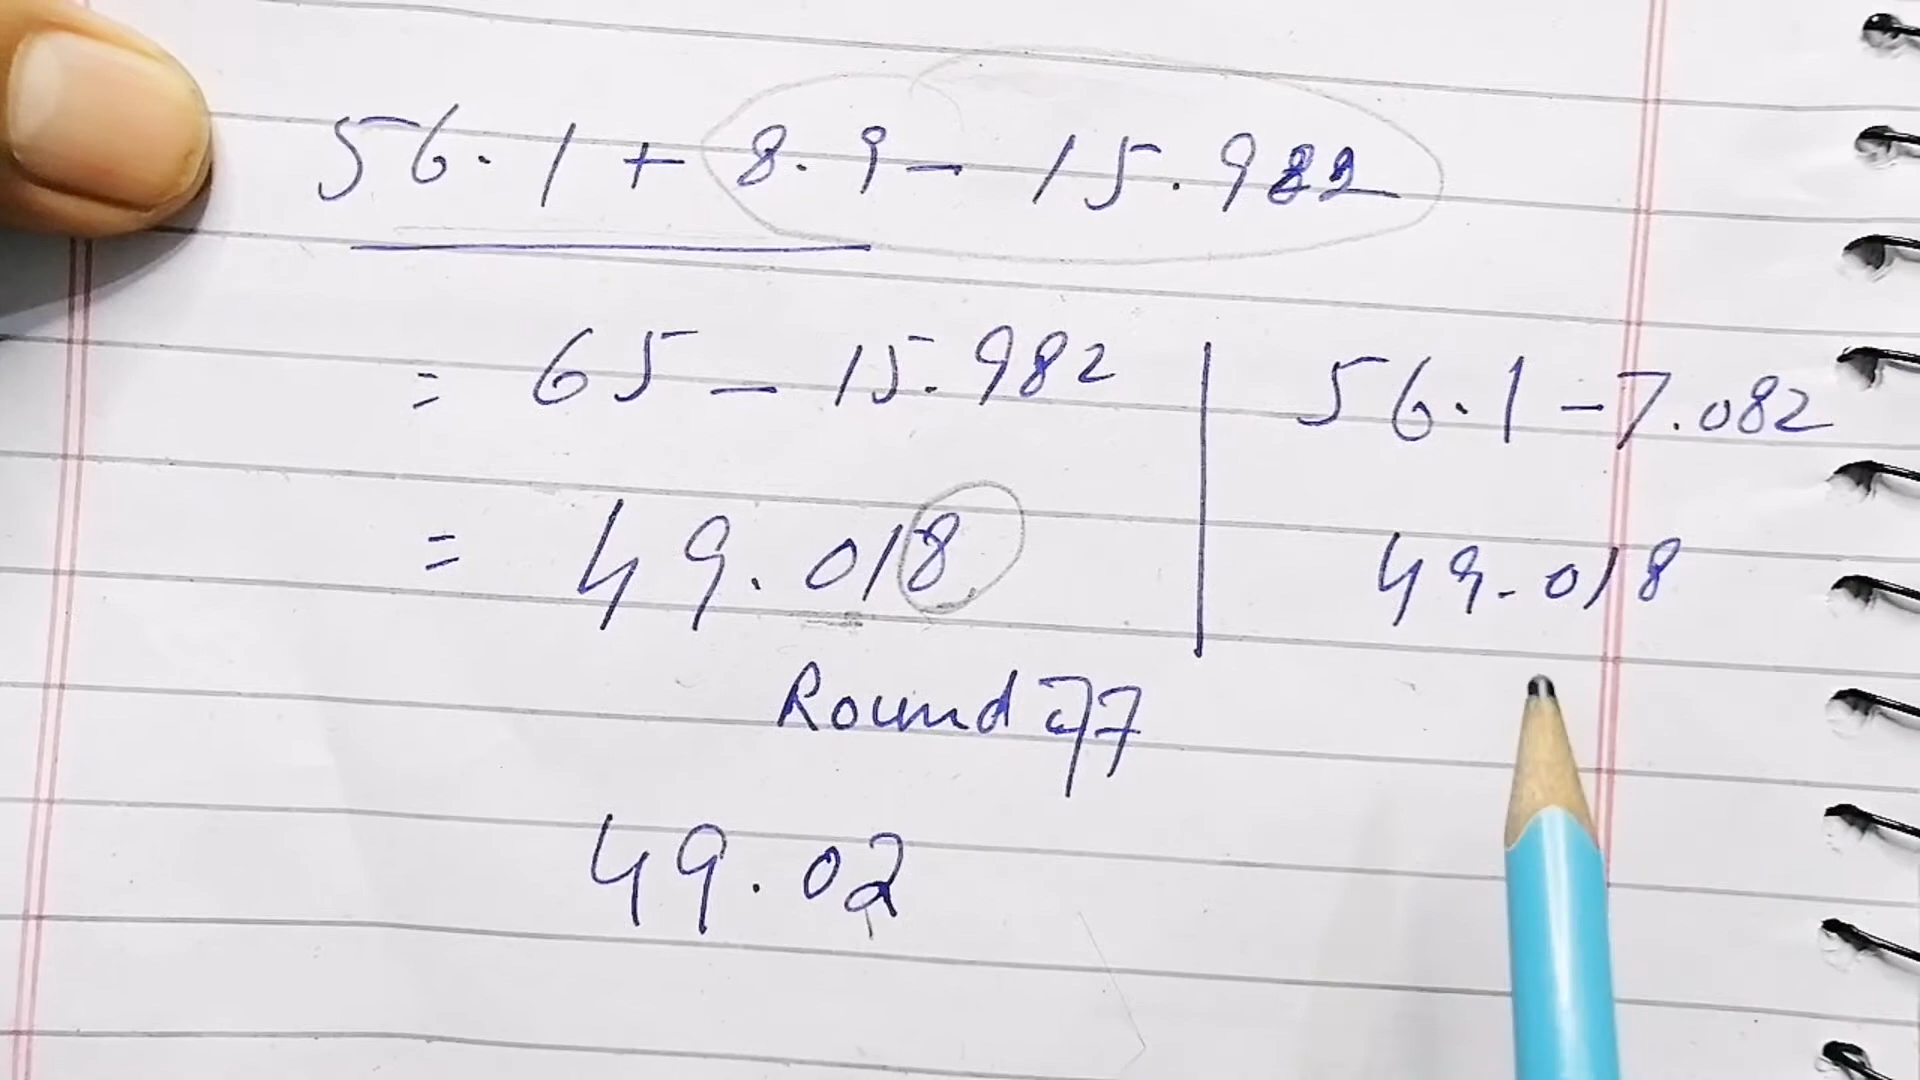 56.1 + 8.9 - 15.982
= 65 - 15.982
= 49.018
Round off
49.02
56.1 - 7.082
49.018